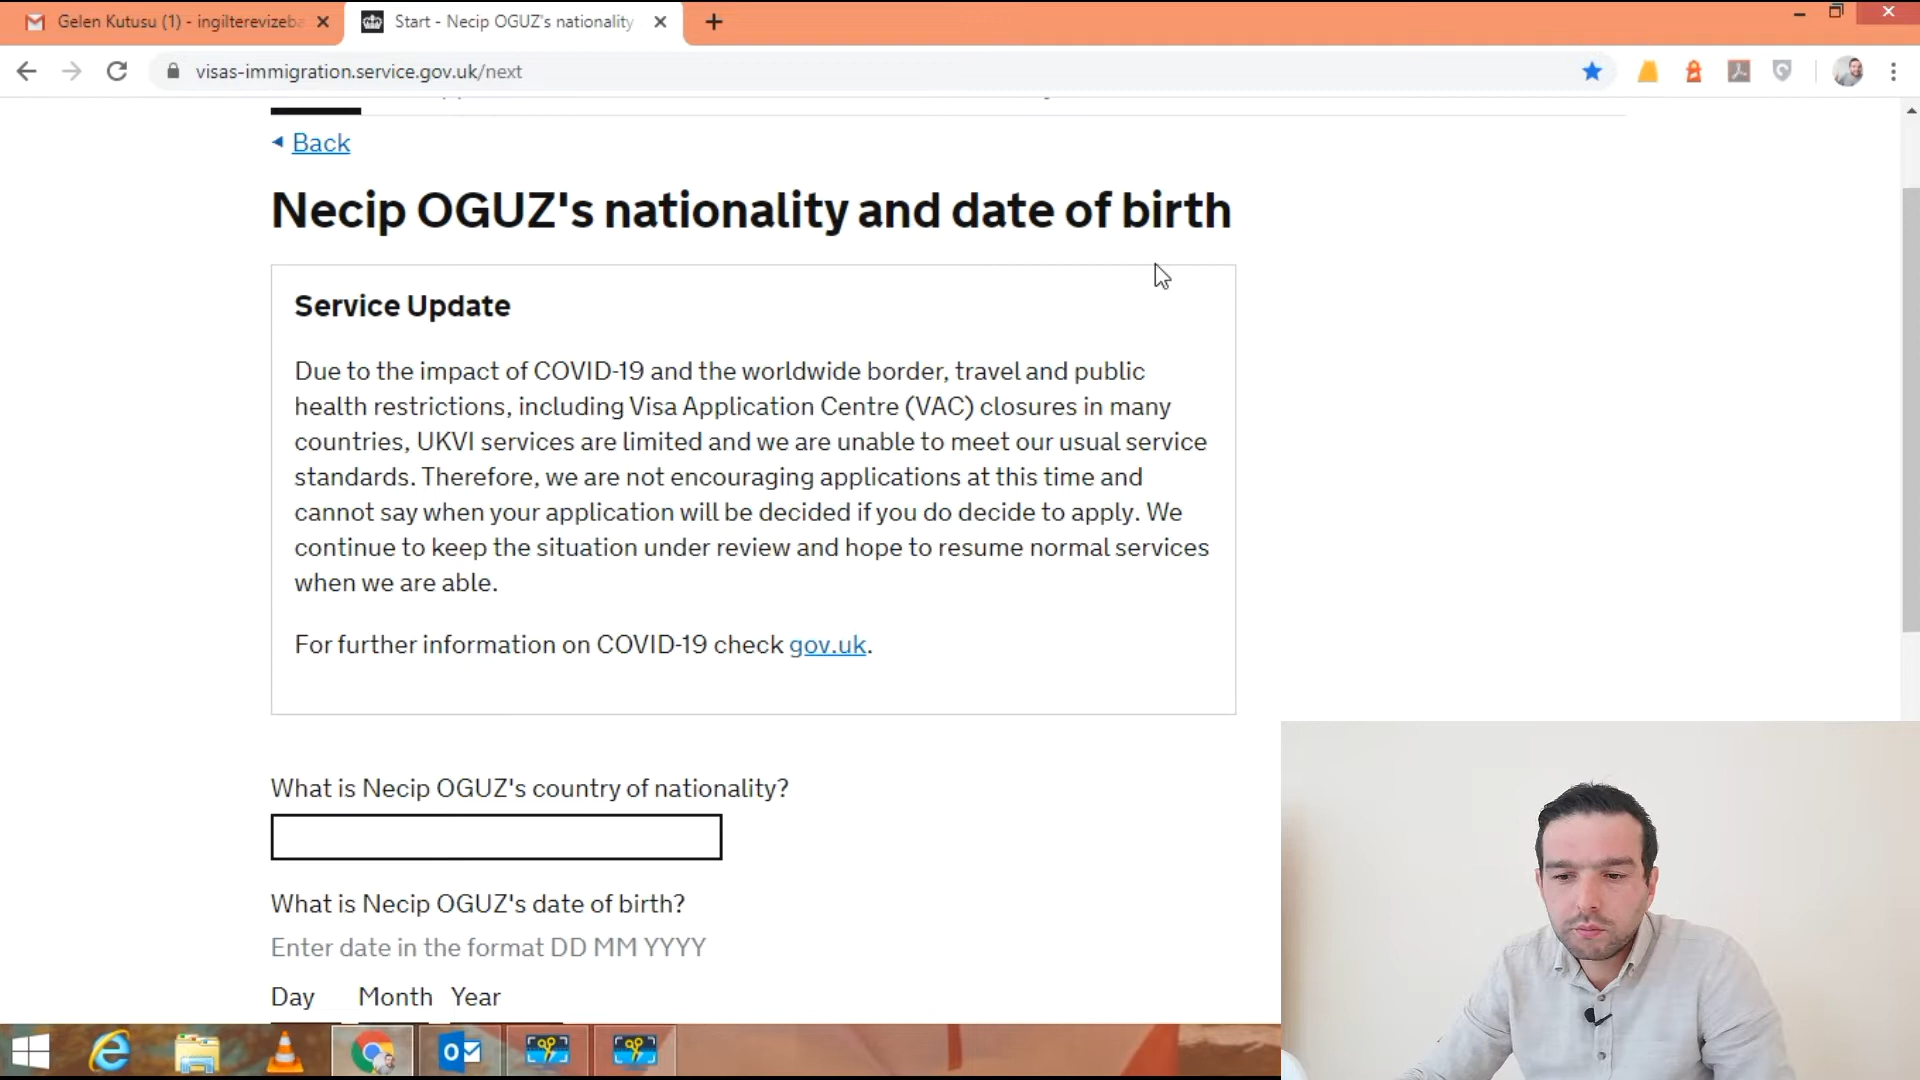 Gelen Kutusu (1) - ingilterevizeba
Start - Necip OGUZ's nationality
visas-immigration.service.gov.uk/next
Back
Necip OGUZ's nationality and date of birth
Service Update
Due to the impact of COVID-19 and the worldwide border, travel and public
health restrictions, including Visa Application Centre (VAC) closures in many
countries, UKVI services are limited and we are unable to meet our usual service
standards. Therefore, we are not encouraging applications at this time and
cannot say when your application will be decided if you do decide to apply. We
continue to keep the situation under review and hope to resume normal services
when we are able.
For further information on COVID-19 check gov.uk.
What is Necip OGUZ's country of nationality?
What is Necip OGUZ's date of birth?
Enter date in the format DD MM YYYY
Day Month Year